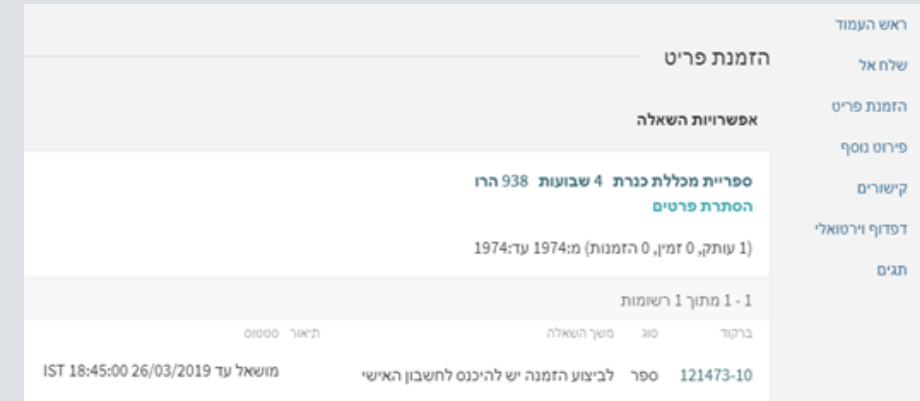 ראש העמוד
שלח אל
הזמנת פריט
פירוט נוסף
קישורים
דפדוף וירטואלי
תגים
הזמנת פריט
אפשרויות השאלה
ספריית מכללת כנרת 4 שבועות 938 הרו
הסתרת פרטים
(1 עותק, 0 זמין, 0 הזמנות) מ:1974 עד:1974
1 - 1 מתוך 1 רשומות
ברקוד סוג משך השאלה תיאור סטטוס
121473-10 ספר לביצוע הזמנה יש להיכנס לחשבון האישי מושאל עד 26/03/2019 18:45:00 IST